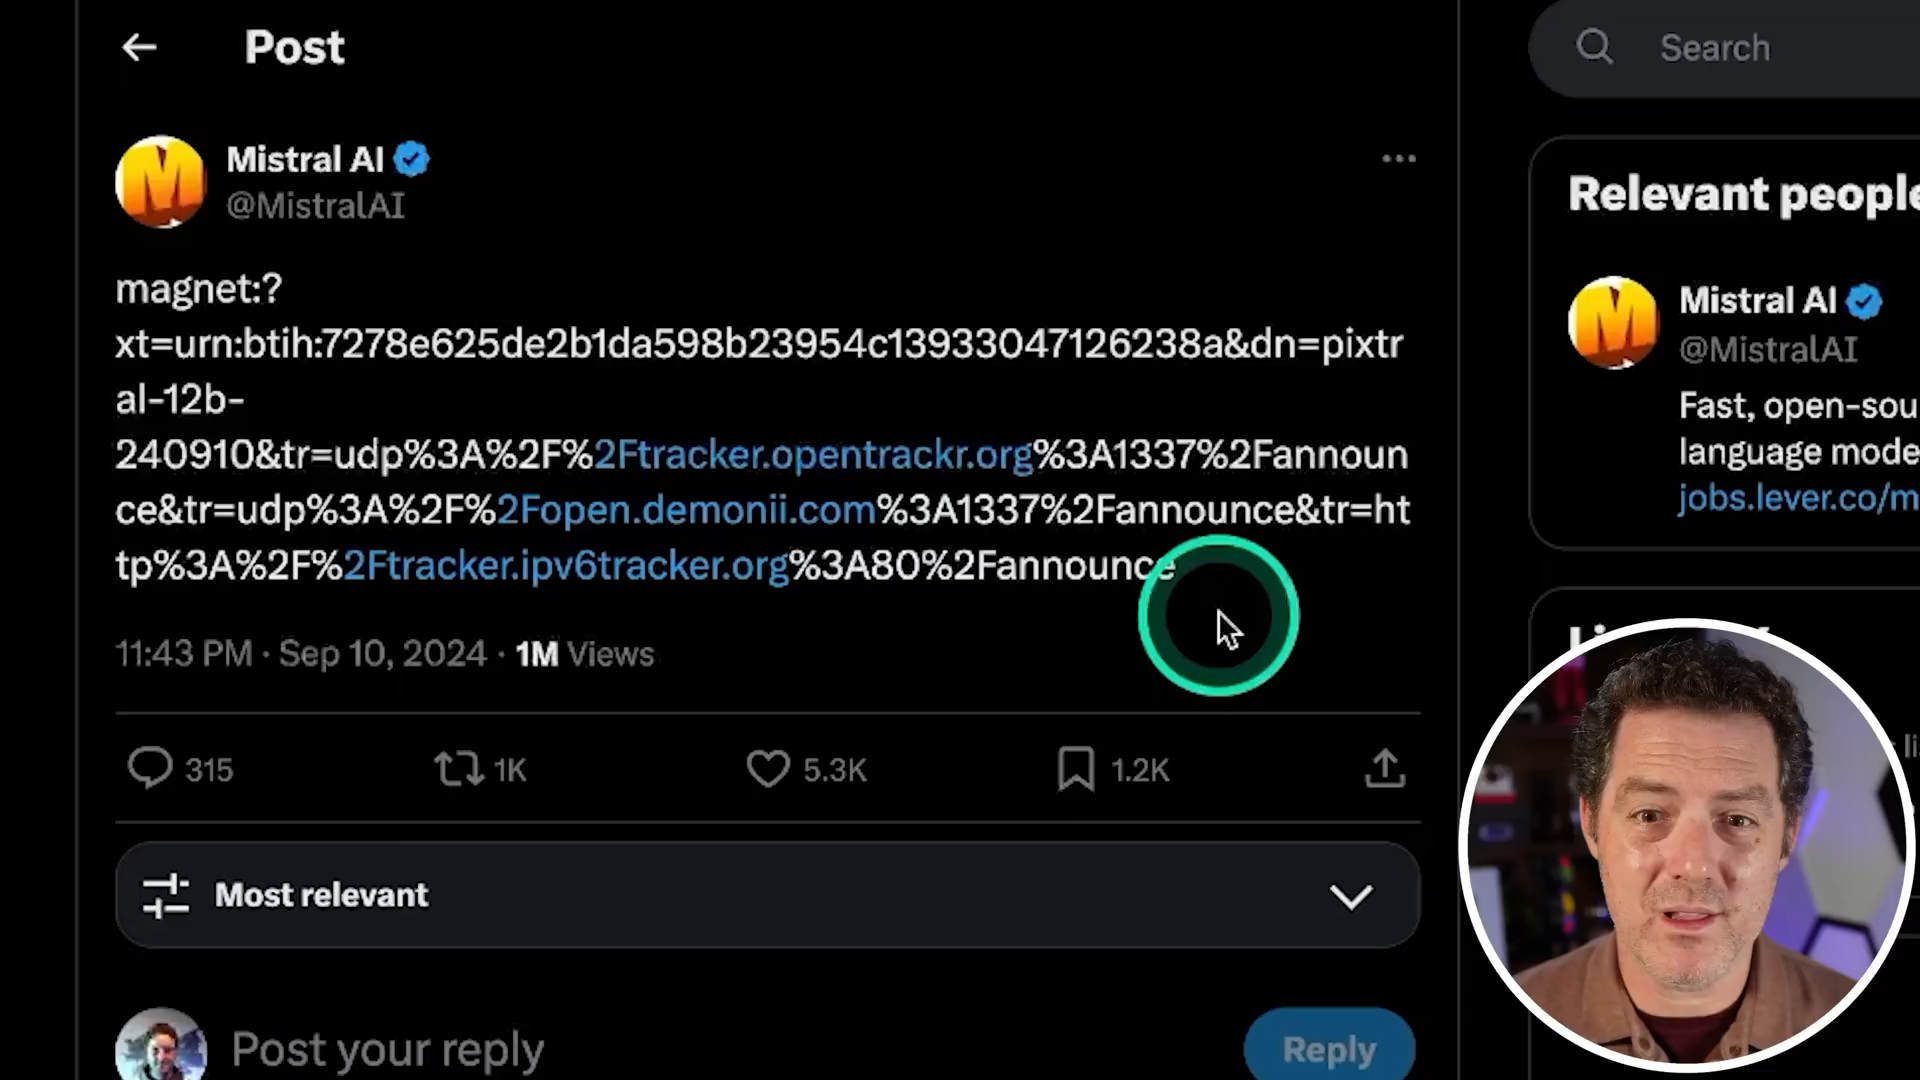 Post
Search
Mistral AI
@MistralAI
magnet:?
xt=urn:btih:7278e625de2b1da598b23954c13933047126238a&dn=pixtr
al-12b-
240910&tr=udp%3A%2F%2Ftracker.opentrackr.org%3A1337%2Fannoun
ce&tr=udp%3A%2F%2Fopen.demonii.com%3A1337%2Fannounce&tr=ht
tp%3A%2F%2Ftracker.ipv6tracker.org%3A80%2Fannounce
11:43 PM · Sep 10, 2024 · 1M Views
315 1K 5.3K 1.2K
Most relevant
Post your reply
Reply
Relevant people
Mistral AI
@MistralAI
Fast, open-sou
language mode
jobs.lever.co/m